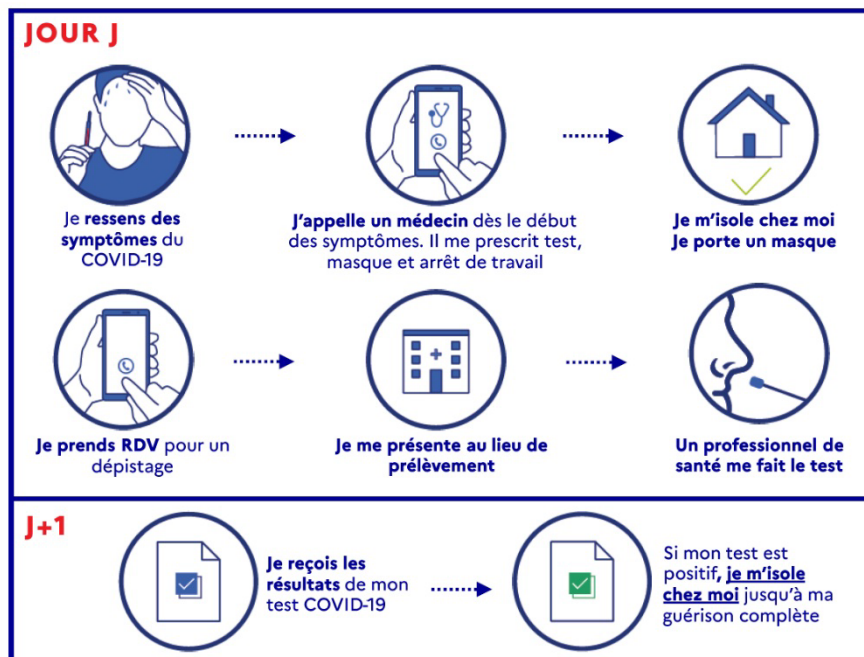 JOUR J
Je ressens des
symptômes du
COVID-19
J'appelle un médecin dès le début
des symptômes. Il me prescrit test,
masque et arrêt de travail
Je m'isole chez moi
Je porte un masque
Je prends RDV pour un
dépistage
Je me présente au lieu de
prélèvement
Un professionnel de
santé me fait le test
J+1
Je reçois les
résultats de mon
test COVID-19
Si mon test est
positif, je m'isole
chez moi jusqu'à ma
guérison complète